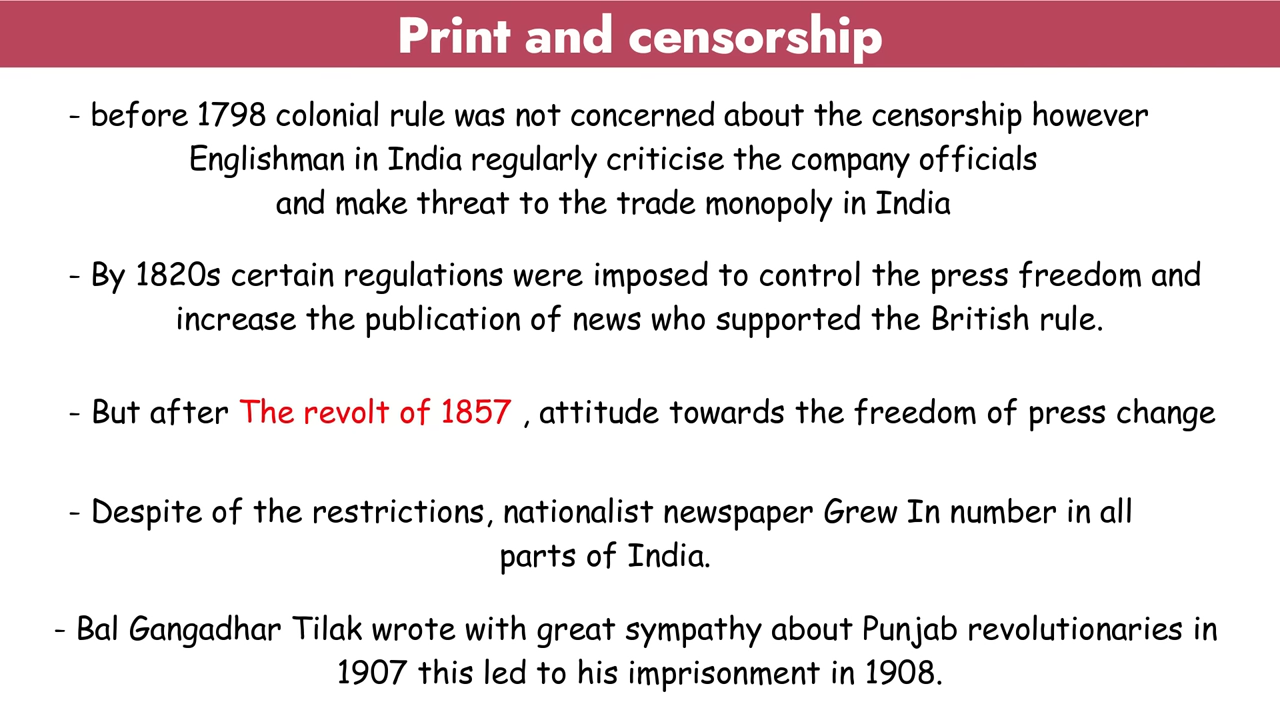 Print and censorship
- before 1798 colonial rule was not concerned about the censorship however
Englishman in India regularly criticise the company officials
and make threat to the trade monopoly in India
- By 1820s certain regulations were imposed to control the press freedom and
increase the publication of news who supported the British rule.
- But after The revolt of 1857 , attitude towards the freedom of press change
- Despite of the restrictions, nationalist newspaper Grew In number in all
parts of India.
- Bal Gangadhar Tilak wrote with great sympathy about Punjab revolutionaries in
1907 this led to his imprisonment in 1908.